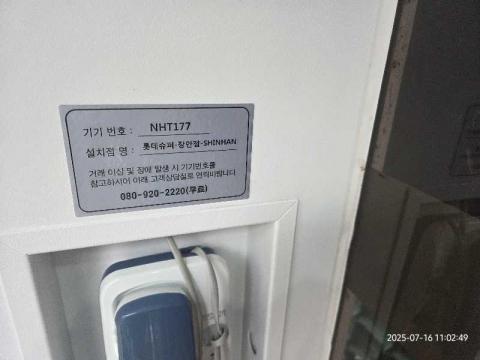 기기 번호 : NHT177
설치점 명 : 롯데슈퍼-장안점-SHINHAN
거래 이상 및 장애 발생 시 기기번호를
참고하시어 아래 고객상담실로 연락바랍니다
080-920-2220(무료)
2025-07-16 11:02:49